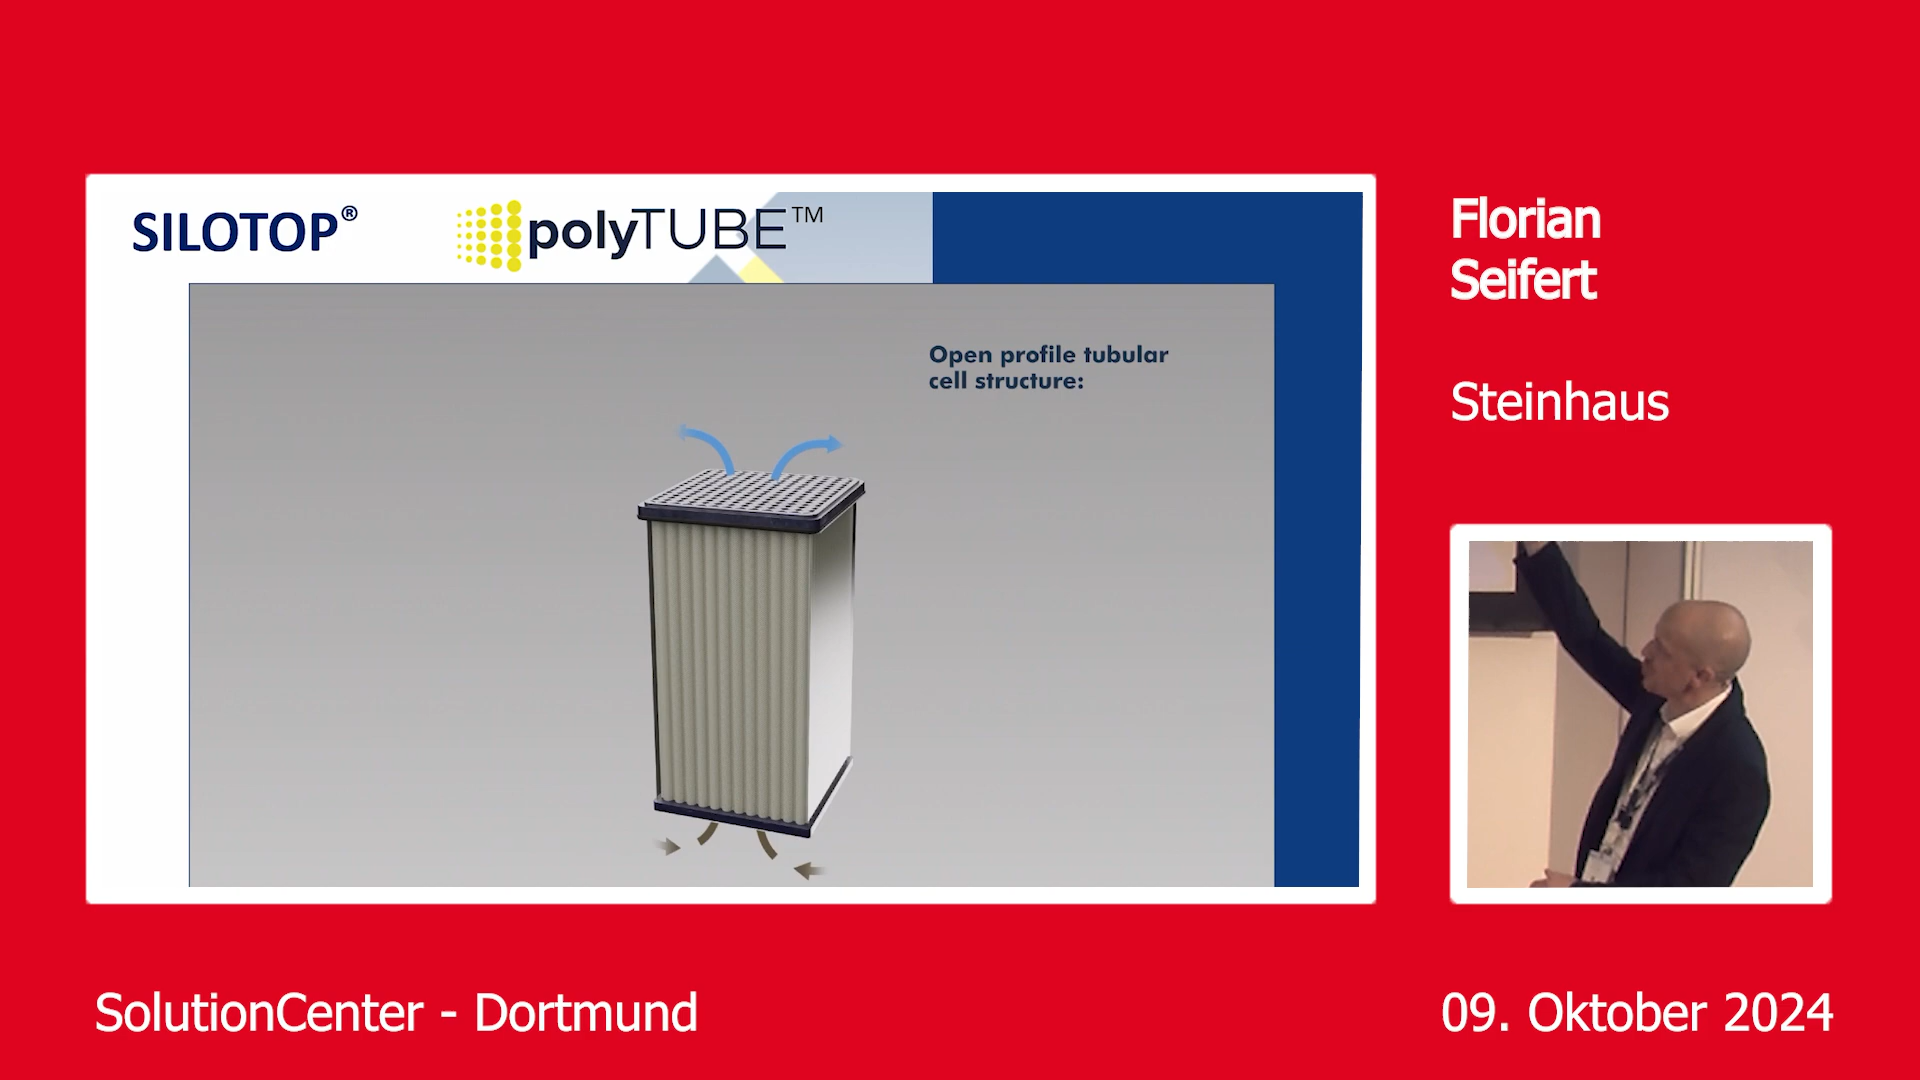 SILOTOP®
polyTUBE™
Open profile tubular
cell structure:
Florian
Seifert
Steinhaus
SolutionCenter - Dortmund
09. Oktober 2024